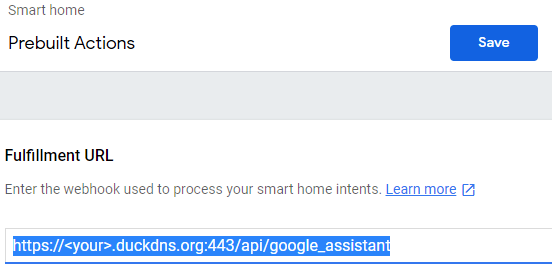 Smart home
Prebuilt Actions
Save
Fulfillment URL
Enter the webhook used to process your smart home intents. Learn more
https://<your>.duckdns.org:443/api/google_assistant